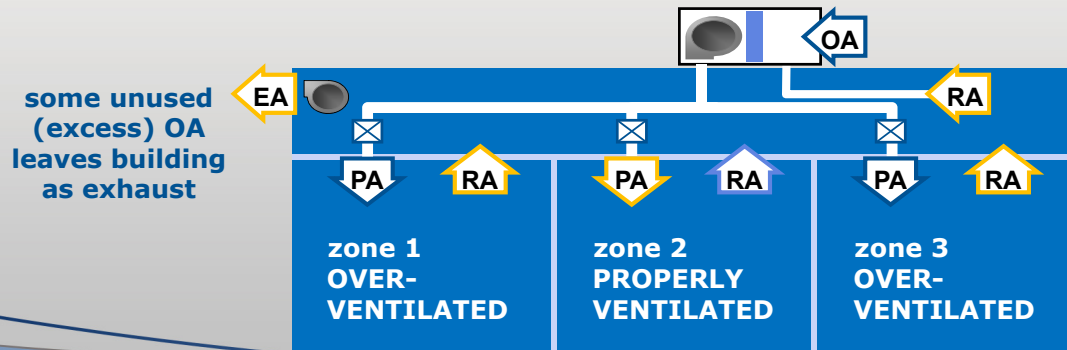 OA
EA
RA
some unused
(excess) OA
leaves building
as exhaust
PA
RA
PA
RA
PA
RA
zone 1
OVER-
VENTILATED
zone 2
PROPERLY
VENTILATED
zone 3
OVER-
VENTILATED